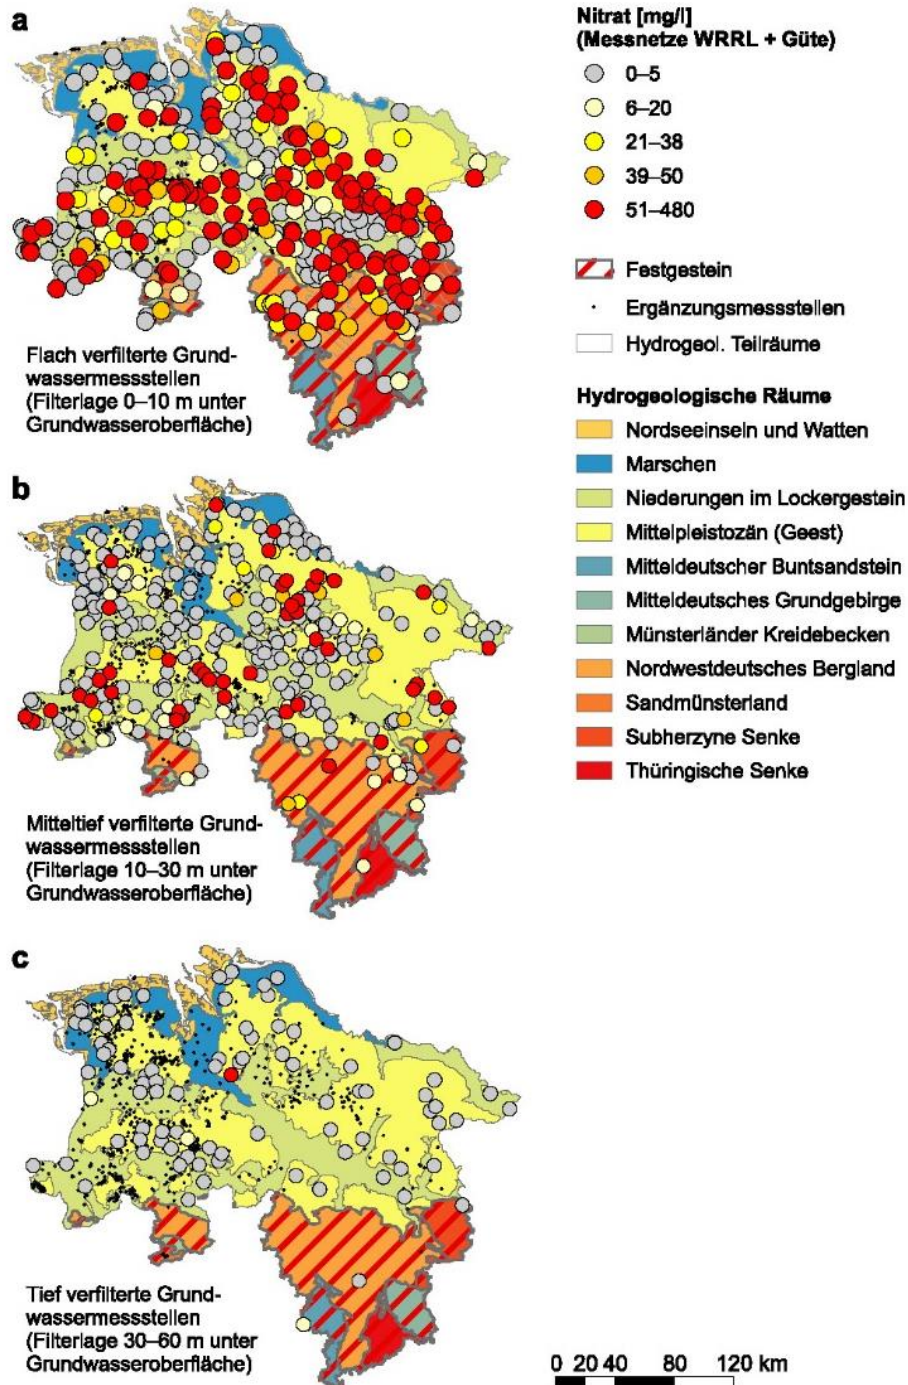 a
Flach verfilterte Grund-
wassermessstellen
(Filterlage 0–10 m unter
Grundwasseroberfläche)
b
Mitteltief verfilterte Grund-
wassermessstellen
(Filterlage 10–30 m unter
Grundwasseroberfläche)
c
Tief verfilterte Grund-
wassermessstellen
(Filterlage 30–60 m unter
Grundwasseroberfläche)
Nitrat [mg/l]
(Messnetze WRRL + Güte)
0–5
6–20
21–38
39–50
51–480
Festgestein
Ergänzungsmessstellen
Hydrogeol. Teilräume
Hydrogeologische Räume
Nordseeinseln und Watten
Marschen
Niederungen im Lockergestein
Mittelpleistozän (Geest)
Mitteldeutscher Buntsandstein
Mitteldeutsches Grundgebirge
Münsterländer Kreidebecken
Nordwestdeutsches Bergland
Sandmünsterland
Subherzyne Senke
Thüringische Senke
0 20 40 80 120 km